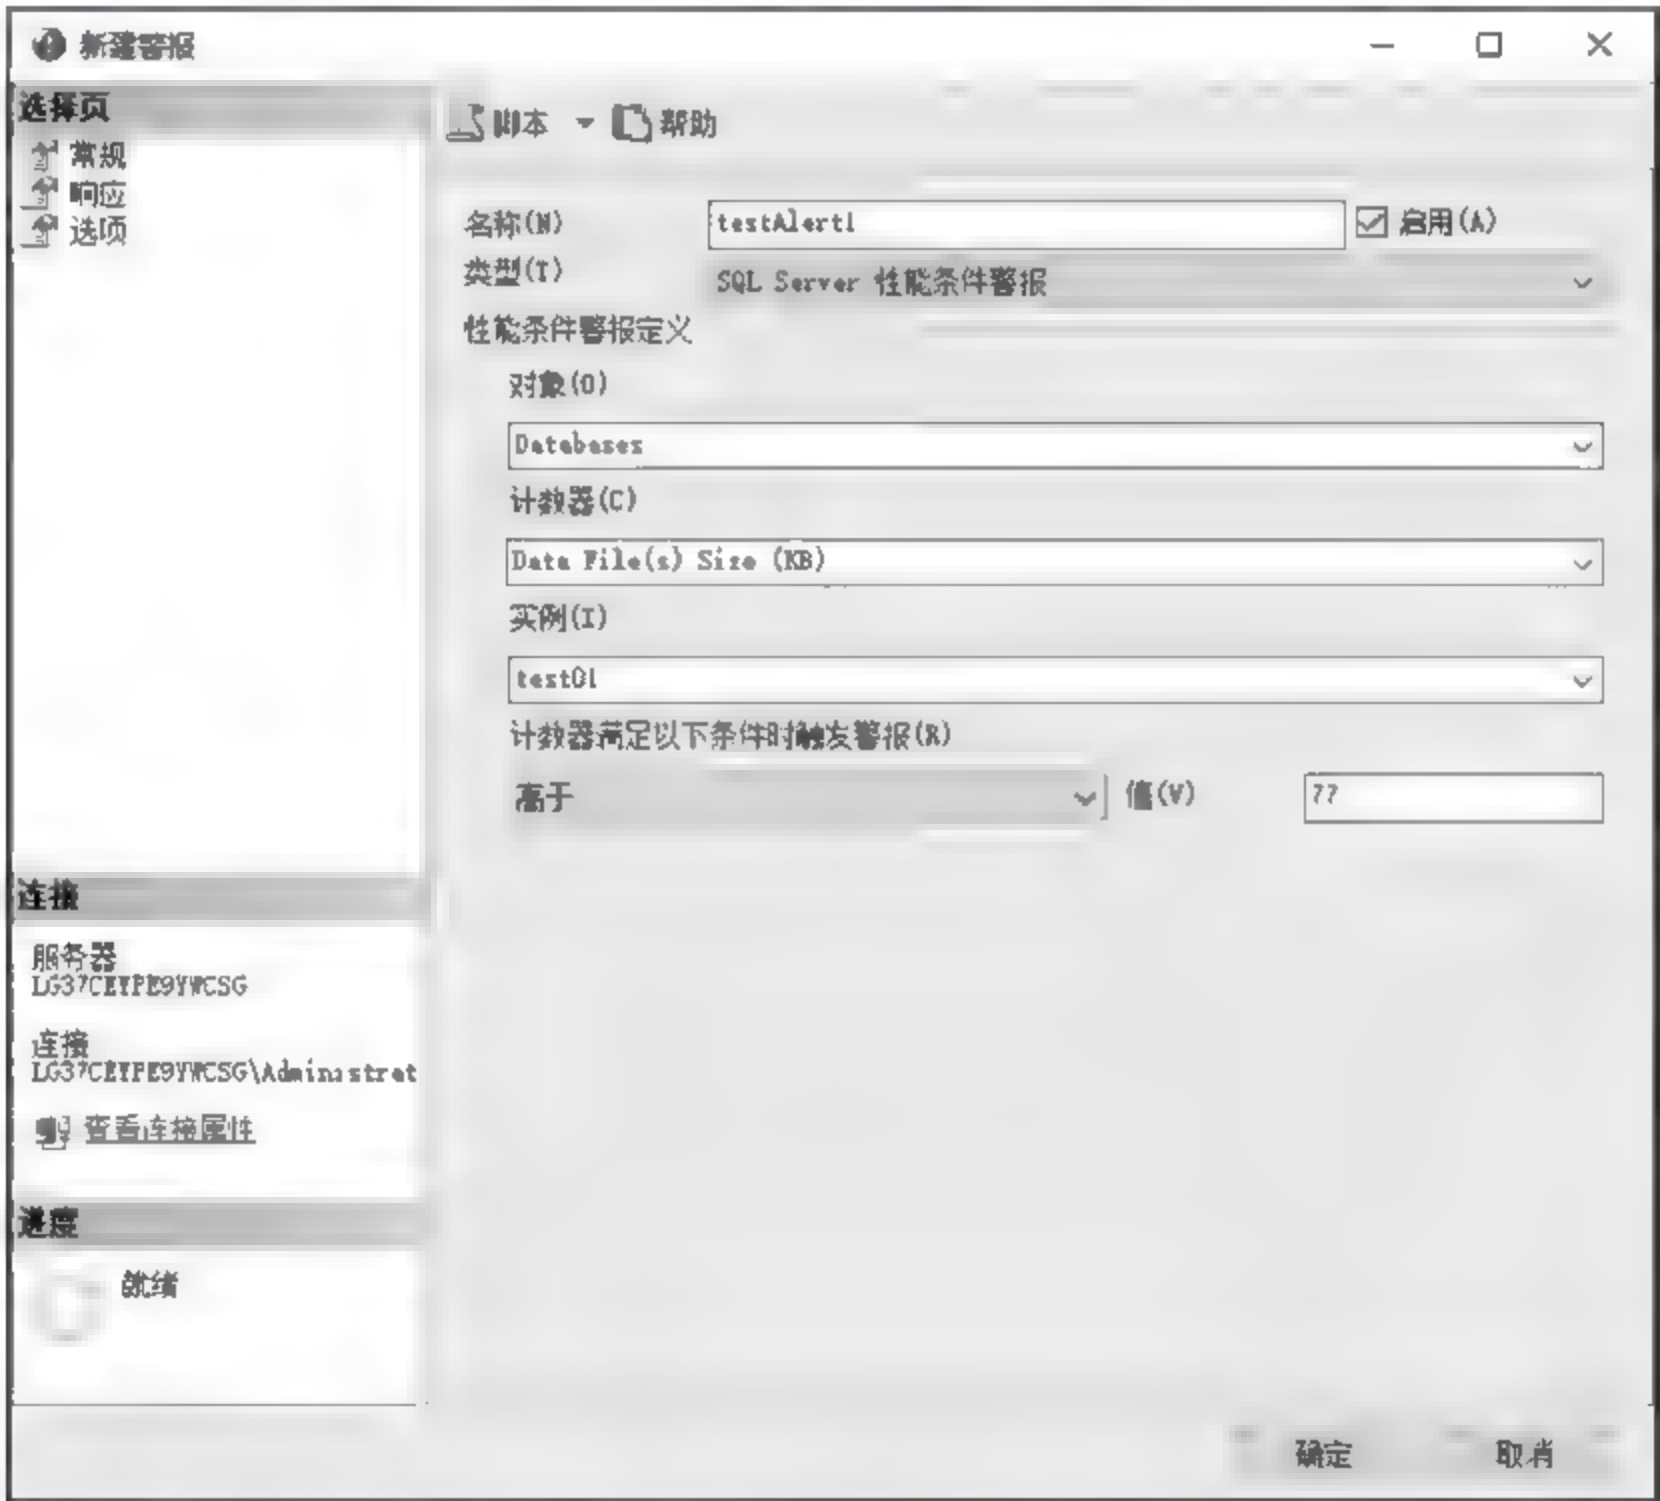 新建警报
选择页
常规
响应
选项
脚本 帮助
名称(N) testAlert1 启用(A)
类型(T) SQL Server 性能条件警报
性能条件警报定义
对象(O)
Databases
计数器(C)
Data File(s) Size (KB)
实例(I)
test01
计数器满足以下条件时触发警报(R)
高于 值(V) 77
连接
服务器
连接
查看连接属性
进度
就绪
确定 取消